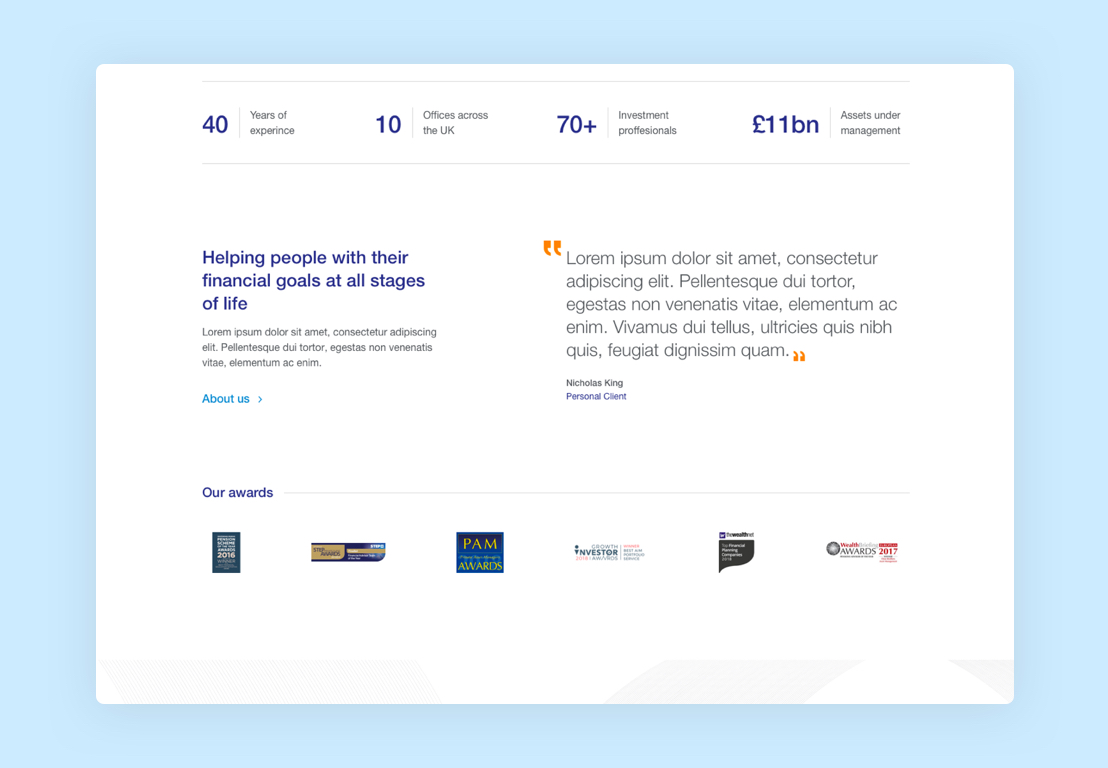 40
Years of
experince
10
Offices across
the UK
70+
Investment
proffesionals
£11bn
Assets under
management
Helping people with their
financial goals at all stages
of life
Lorem ipsum dolor sit amet, consectetur adipiscing
elit. Pellentesque dui tortor, egestas non venenatis
vitae, elementum ac enim.
About us
Lorem ipsum dolor sit amet, consectetur
adipiscing elit. Pellentesque dui tortor,
egestas non venenatis vitae, elementum ac
enim. Vivamus dui tellus, ultricies quis nibh
quis, feugiat dignissim quam.
Nicholas King
Personal Client
Our awards
PENSION
SCHEME
OF THE YEAR
AWARDS
2016
WINNER
STEP
AWARDS
STEP
PAM
AWARDS
GROWTH
INVESTOR
AWARDS
WINNER
BEST AIM
PORTFOLIO
SERVICE
thewealthnet
Top Financial
Planning
Companies
WealthBriefing
AWARDS
EUROPEAN
2017